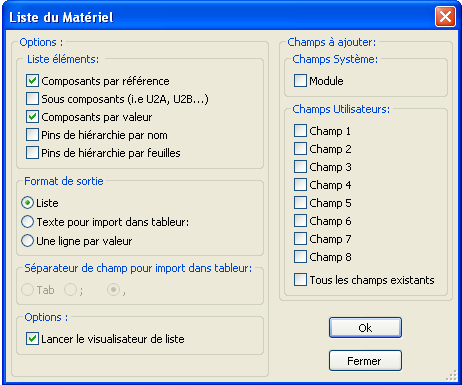 Liste du Matériel
Options :
Liste éléments:
Composants par référence
Sous composants (i.e U2A, U2B...)
Composants par valeur
Pins de hiérarchie par nom
Pins de hiérarchie par feuilles
Format de sortie
Liste
Texte pour import dans tableur:
Une ligne par valeur
Séparateur de champ pour import dans tableur:
Tab
;
,
Options :
Lancer le visualisateur de liste
Champs à ajouter:
Champs Système:
Module
Champs Utilisateurs:
Champ 1
Champ 2
Champ 3
Champ 4
Champ 5
Champ 6
Champ 7
Champ 8
Tous les champs existants
Ok
Fermer